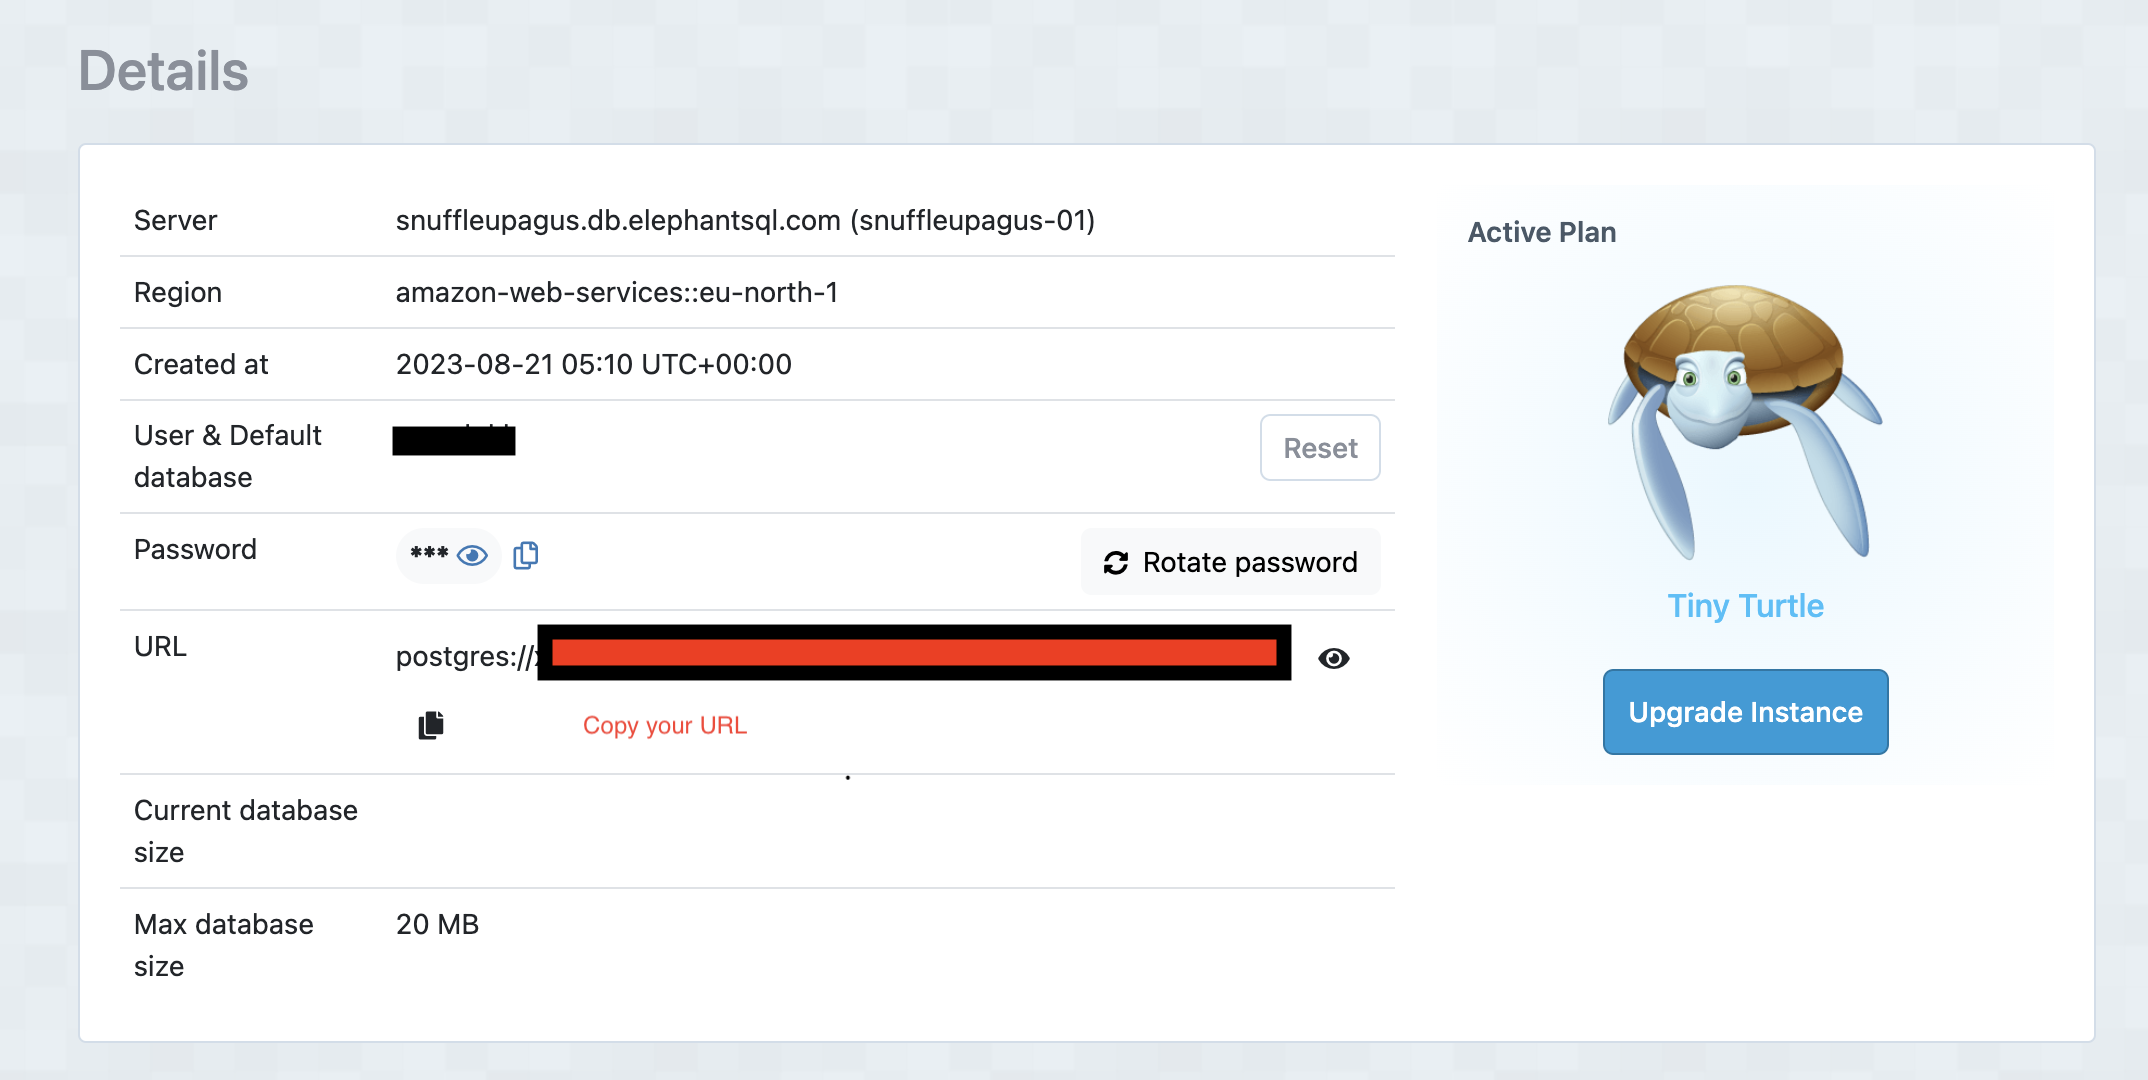 Details
Server snuffleupagus.db.elephantsql.com (snuffleupagus-01)
Active Plan
Region amazon-web-services::eu-north-1
Created at 2023-08-21 05:10 UTC+00:00
User & Default
database
Reset
Password *** Rotate password
Tiny Turtle
URL postgres://
Copy your URL
Upgrade Instance
Current database
size
Max database
size
20 MB